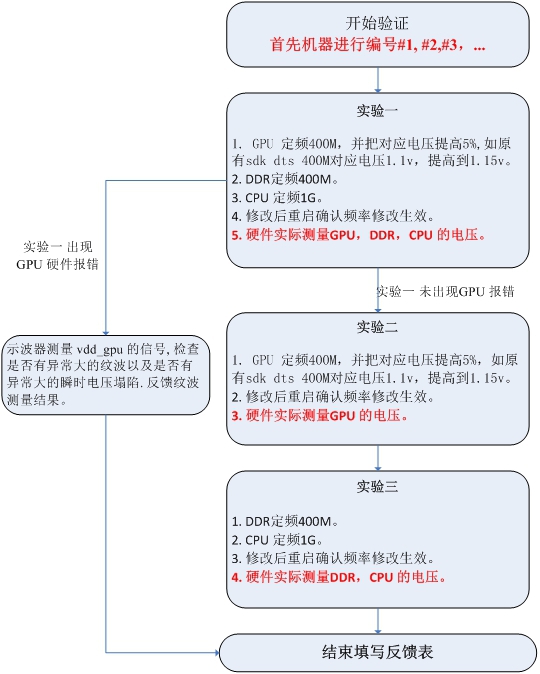 开始验证
首先机器进行编号#1, #2,#3，...
实验一
1. GPU 定频400M，并把对应电压提高5%,如原
有sdk dts 400M对应电压1.1v，提高到1.15v。
2. DDR定频400M。
3. CPU 定频1G。
4. 修改后重启确认频率修改生效。
5. 硬件实际测量GPU，DDR，CPU 的电压。
实验一 出现
GPU 硬件报错
实验一 未出现GPU 报错
示波器测量 vdd_gpu 的信号, 检查
是否有异常大的纹波以及是否有
异常大的瞬时电压塌陷. 反馈纹波
测量结果。
实验二
1. GPU 定频400M，并把对应电压提高5%，如原
有sdk dts 400M对应电压1.1v，提高到1.15v。
2. 修改后重启确认频率修改生效。
3. 硬件实际测量GPU 的电压。
实验三
1. DDR定频400M。
2. CPU 定频1G。
3. 修改后重启确认频率修改生效。
4. 硬件实际测量DDR，CPU 的电压。
结束填写反馈表